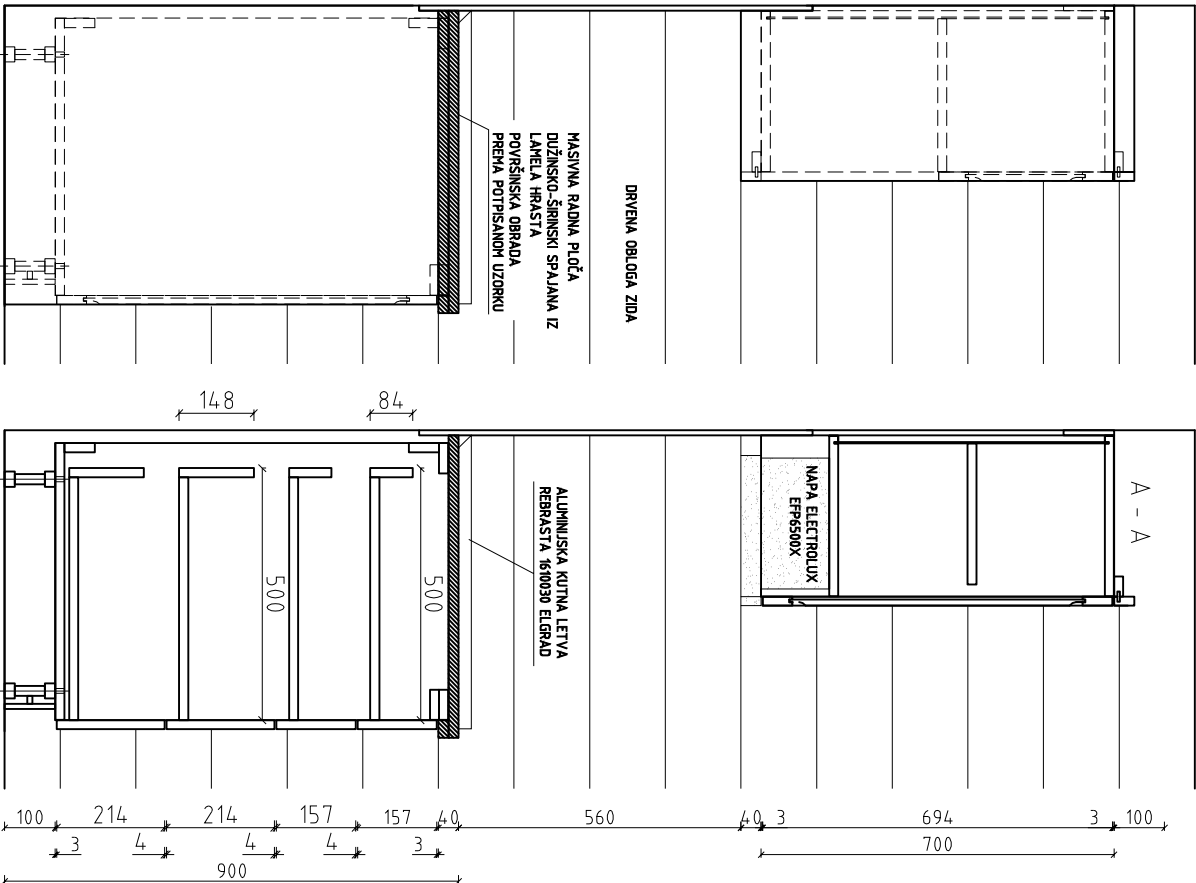 MASIVNA RADNA PLOČA
DUŽINSKO-ŠIRINSKI SPAJANA IZ
LAMELA HRASTA
POVRŠINSKA OBRADA
PREMA POTPISANOM UZORKU
DRVENA OBLOGA ZIDA
148
84
500
500
ALUMINIJSKA KUTNA LETVA
REBRASTA 1610030 ELGRAD
NAPA ELECTROLUX
EFP6500X
A - A
100 214 214 157 157 40 560 40 3 694 3 100
3 4 4 4 3 700
900